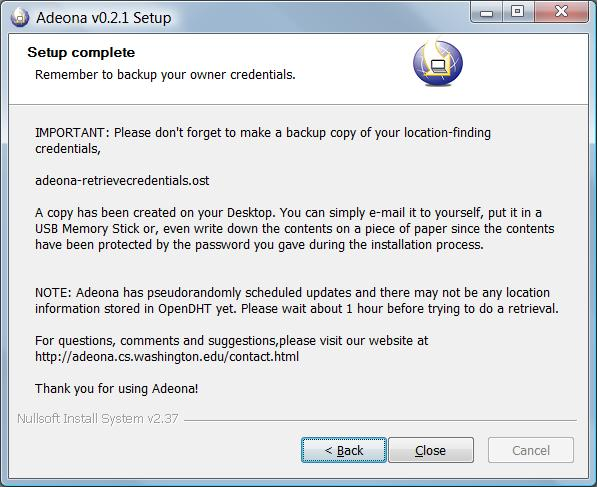 Adeona v0.2.1 Setup
Setup complete
Remember to backup your owner credentials.
IMPORTANT: Please don't forget to make a backup copy of your location-finding
credentials,
adeona-retrievecredentials.ost
A copy has been created on your Desktop. You can simply e-mail it to yourself, put it in a
USB Memory Stick or, even write down the contents on a piece of paper since the contents
have been protected by the password you gave during the installation process.
NOTE: Adeona has pseudorandomly scheduled updates and there may not be any location
information stored in OpenDHT yet. Please wait about 1 hour before trying to do a retrieval.
For questions, comments and suggestions,please visit our website at
http://adeona.cs.washington.edu/contact.html
Thank you for using Adeona!
Nullsoft Install System v2.37
< Back
Close
Cancel